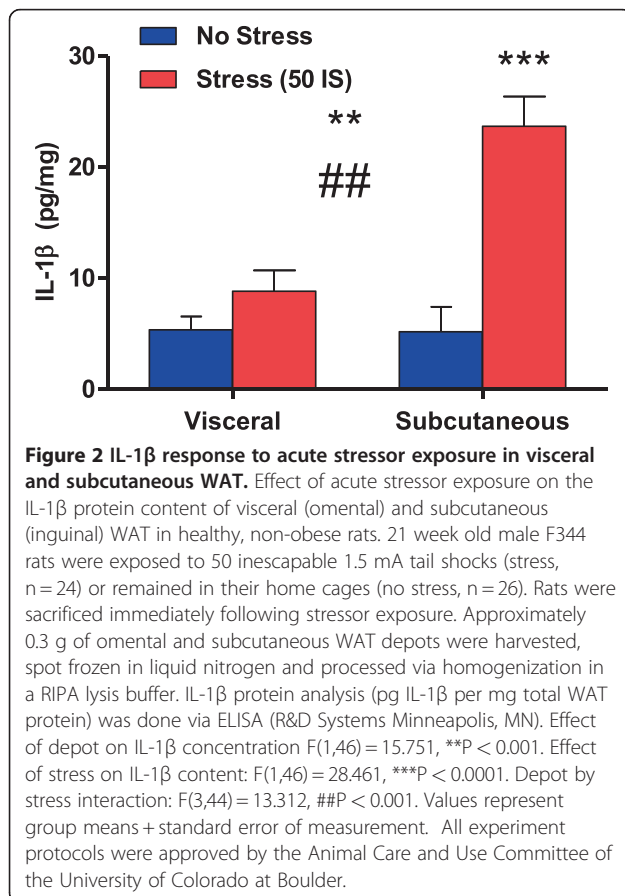 No Stress
Stress (50 IS)
30
20
10
0
IL-1β (pg/mg)
**
##
***
Visceral
Subcutaneous
Figure 2 IL-1β response to acute stressor exposure in visceral
and subcutaneous WAT. Effect of acute stressor exposure on the
IL-1β protein content of visceral (omental) and subcutaneous
(inguinal) WAT in healthy, non-obese rats. 21 week old male F344
rats were exposed to 50 inescapable 1.5 mA tail shocks (stress,
n = 24) or remained in their home cages (no stress, n = 26). Rats were
sacrificed immediately following stressor exposure. Approximately
0.3 g of omental and subcutaneous WAT depots were harvested,
spot frozen in liquid nitrogen and processed via homogenization in
a RIPA lysis buffer. IL-1β protein analysis (pg IL-1β per mg total WAT
protein) was done via ELISA (R&D Systems Minneapolis, MN). Effect
of depot on IL-1β concentration F(1,46) = 15.751, **P < 0.001. Effect
of stress on IL-1β content: F(1,46) = 28.461, ***P < 0.0001. Depot by
stress interaction: F(3,44) = 13.312, ##P < 0.001. Values represent
group means + standard error of measurement. All experiment
protocols were approved by the Animal Care and Use Committee of
the University of Colorado at Boulder.